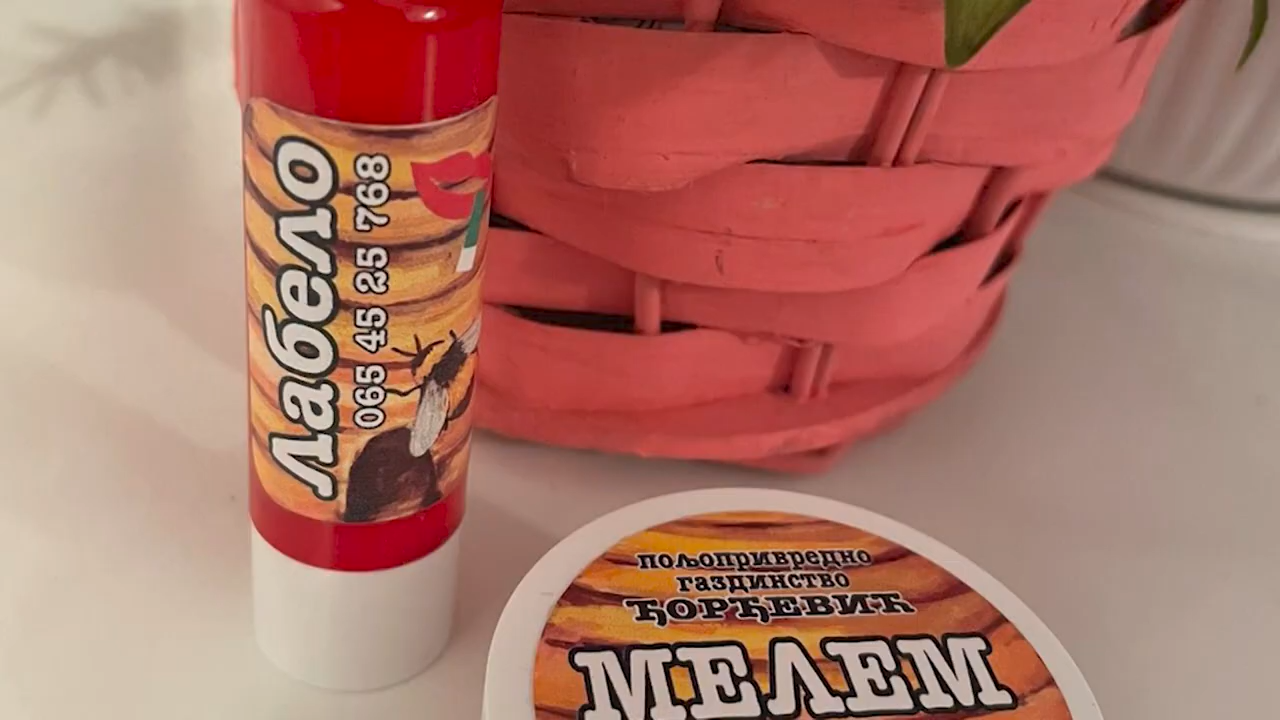 Лабело
065 45 25 768
пољопривредно
газдинство
ЂОРЂЕВИЋ
МЕЛЕМ